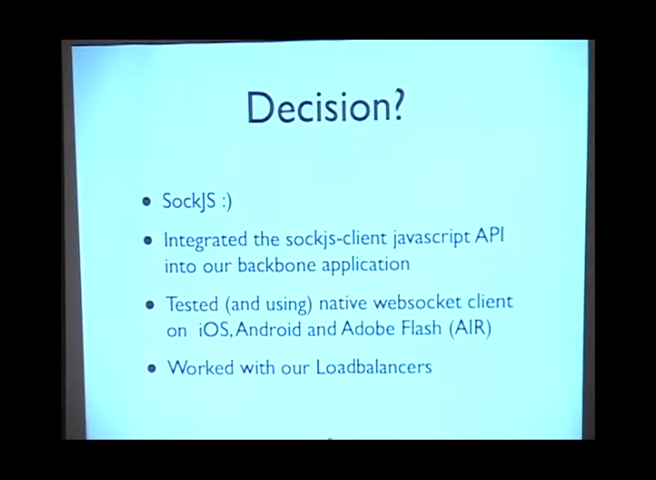 Decision?
SockJS :)
Integrated the sockjs-client javascript API
into our backbone application
Tested (and using) native websocket client
on iOS, Android and Adobe Flash (AIR)
Worked with our Loadbalancers